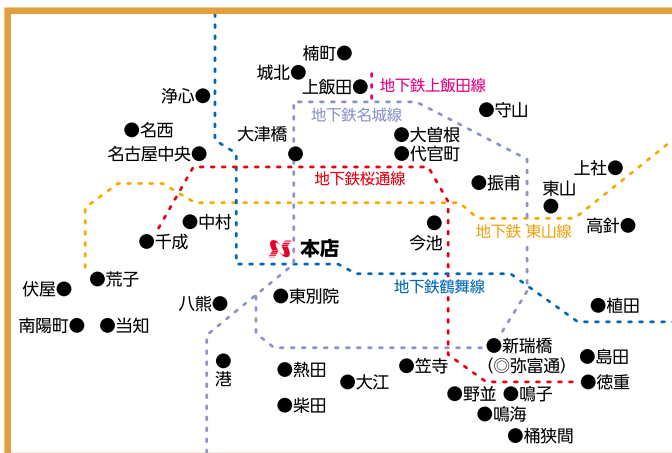 楠町
城北
上飯田
地下鉄上飯田線
浄心
地下鉄名城線
守山
名西
大津橋
大曽根
名古屋中央
代官町
上社
地下鉄桜通線
振甫
東山
中村
今池
地下鉄 東山線
高針
千成
本店
荒子
伏屋
地下鉄鶴舞線
八熊
東別院
植田
南陽町
当知
新瑞橋
(◎弥富通)
島田
港
熱田
笠寺
大江
徳重
野並
鳴子
柴田
鳴海
桶狭間